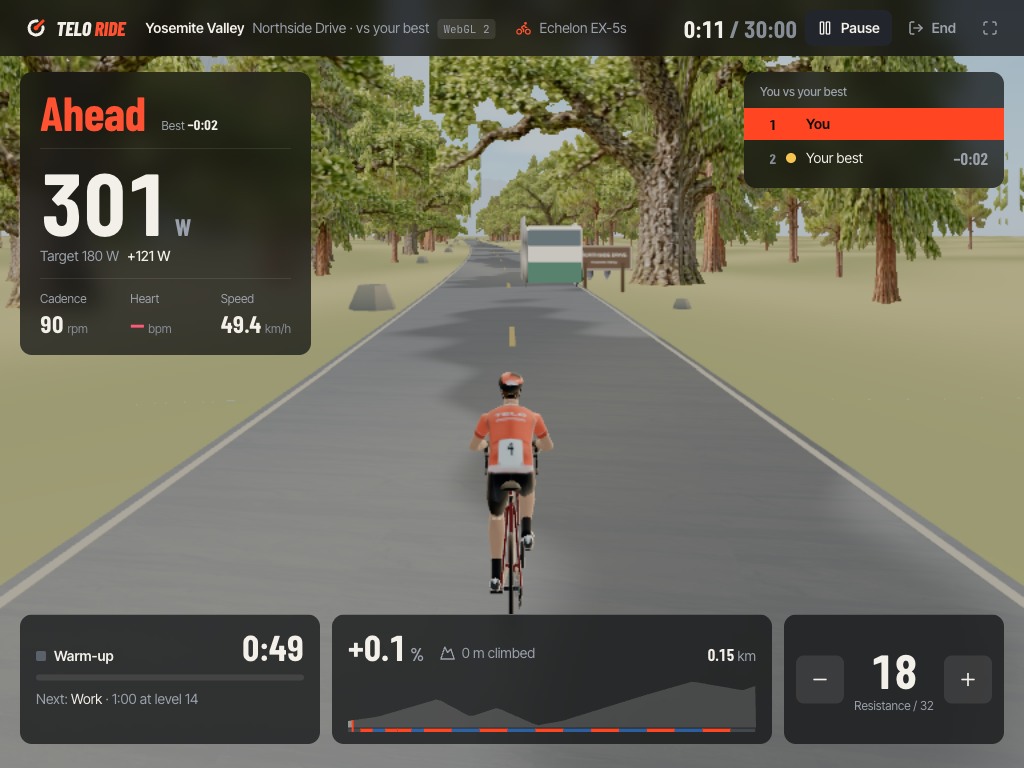 TELO RIDE Yosemite Valley Northside Drive · vs your best WebGL 2 Echelon EX-5s 0:11 / 30:00 Pause End
Ahead Best −0:02
301 W
Target 180 W +121 W
Cadence Heart Speed
90 rpm – bpm 49.4 km/h
You vs your best
1 You
2 Your best −0:02
NORTHSIDE DRIVE
TELO
4
Warm-up 0:49
Next: Work · 1:00 at level 14
+0.1 % 0 m climbed 0.15 km
− 18 +
Resistance / 32